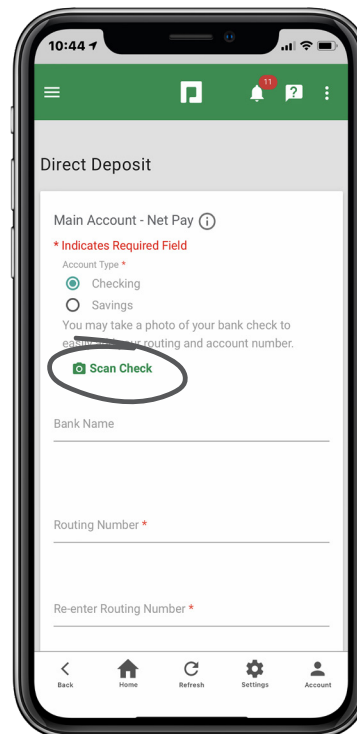 10:44
11
?
Direct Deposit
Main Account - Net Pay i
* Indicates Required Field
Account Type *
Checking
Savings
You may take a photo of your bank check to
routing and account number.
Scan Check
Bank Name
Routing Number *
Re-enter Routing Number *
Back Home Refresh Settings Account